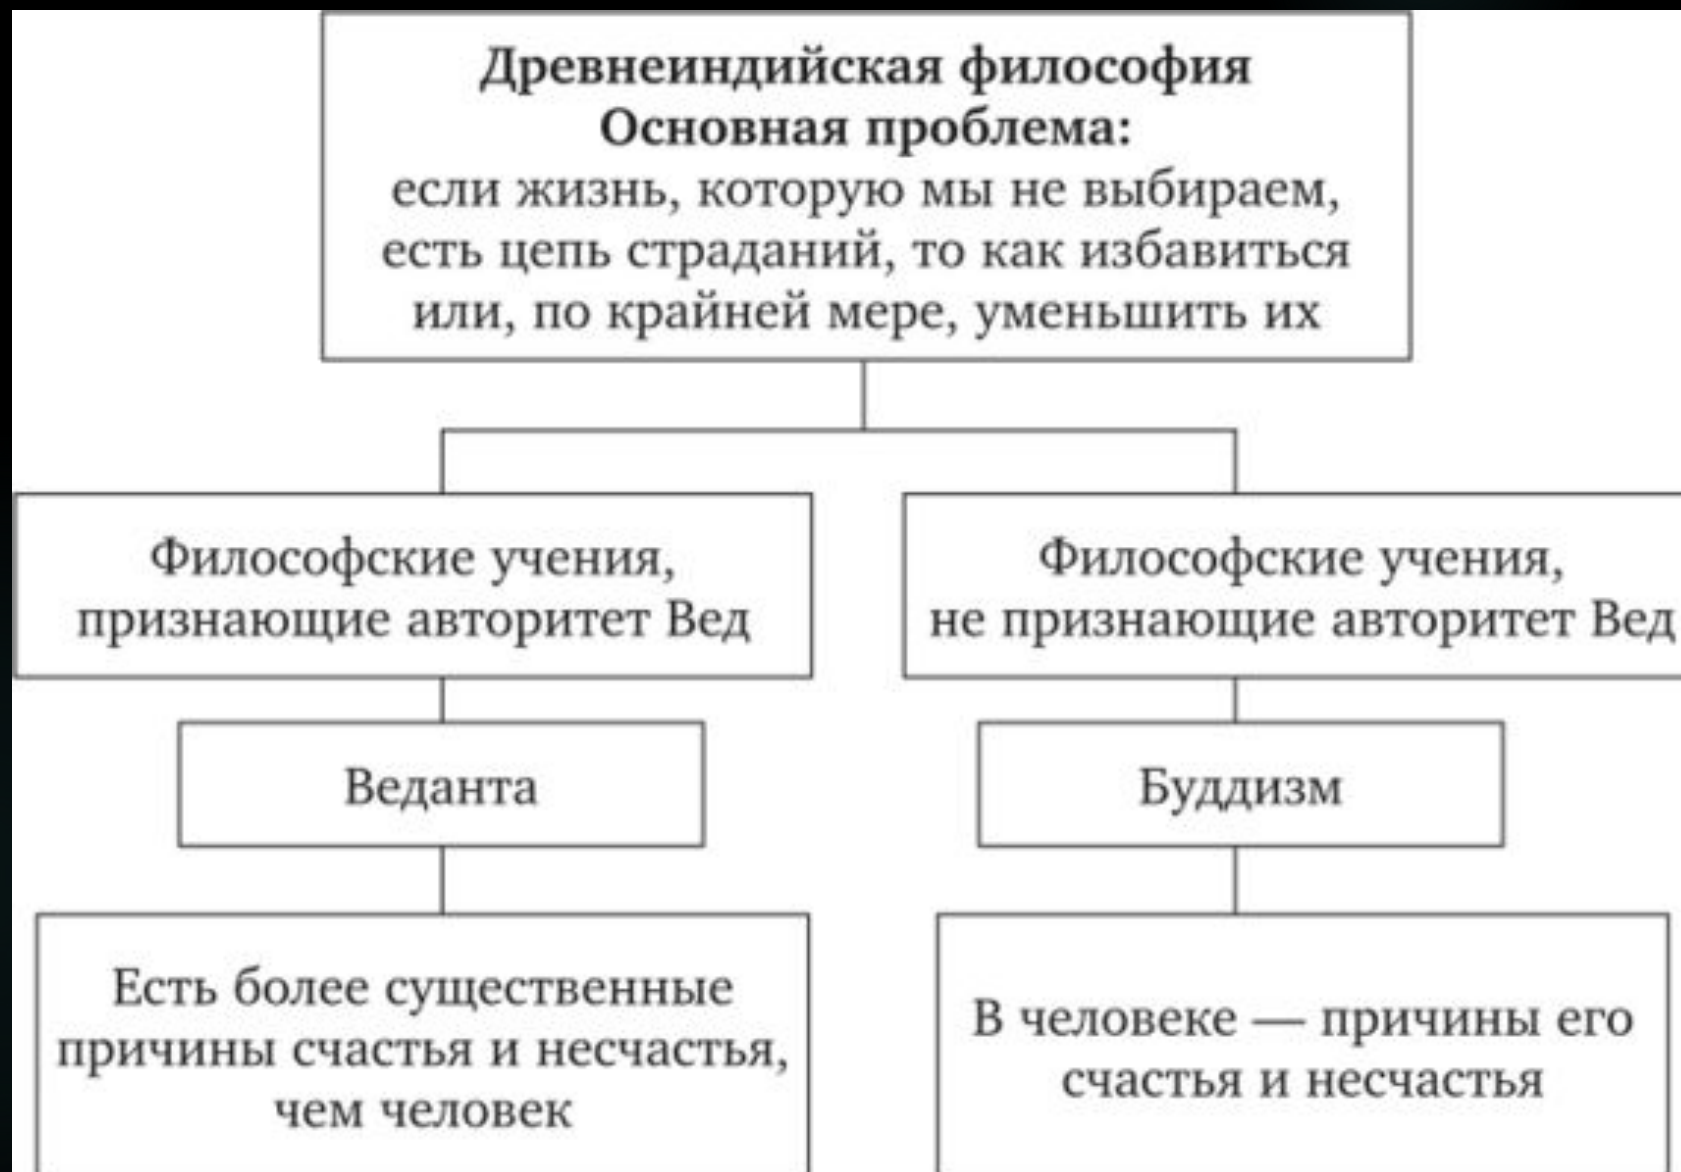 Древнеиндийская философия
Основная проблема:
если жизнь, которую мы не выбираем,
есть цепь страданий, то как избавиться
или, по крайней мере, уменьшить их
Философские учения,
признающие авторитет Вед
Философские учения,
не признающие авторитет Вед
Веданта
Буддизм
Есть более существенные
причины счастья и несчастья,
чем человек
В человеке — причины его
счастья и несчастья